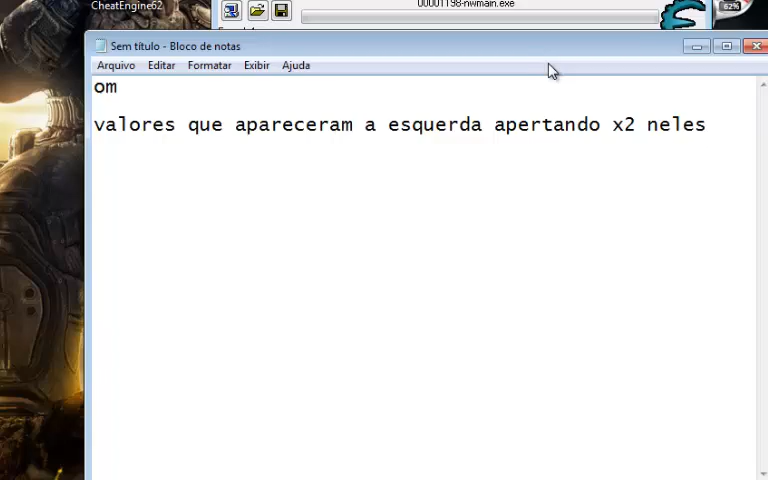 CheatEngine62
00001198-nwmain.exe
62%
Sem título - Bloco de notas
Arquivo Editar Formatar Exibir Ajuda
om
valores que apareceram a esquerda apertando x2 neles